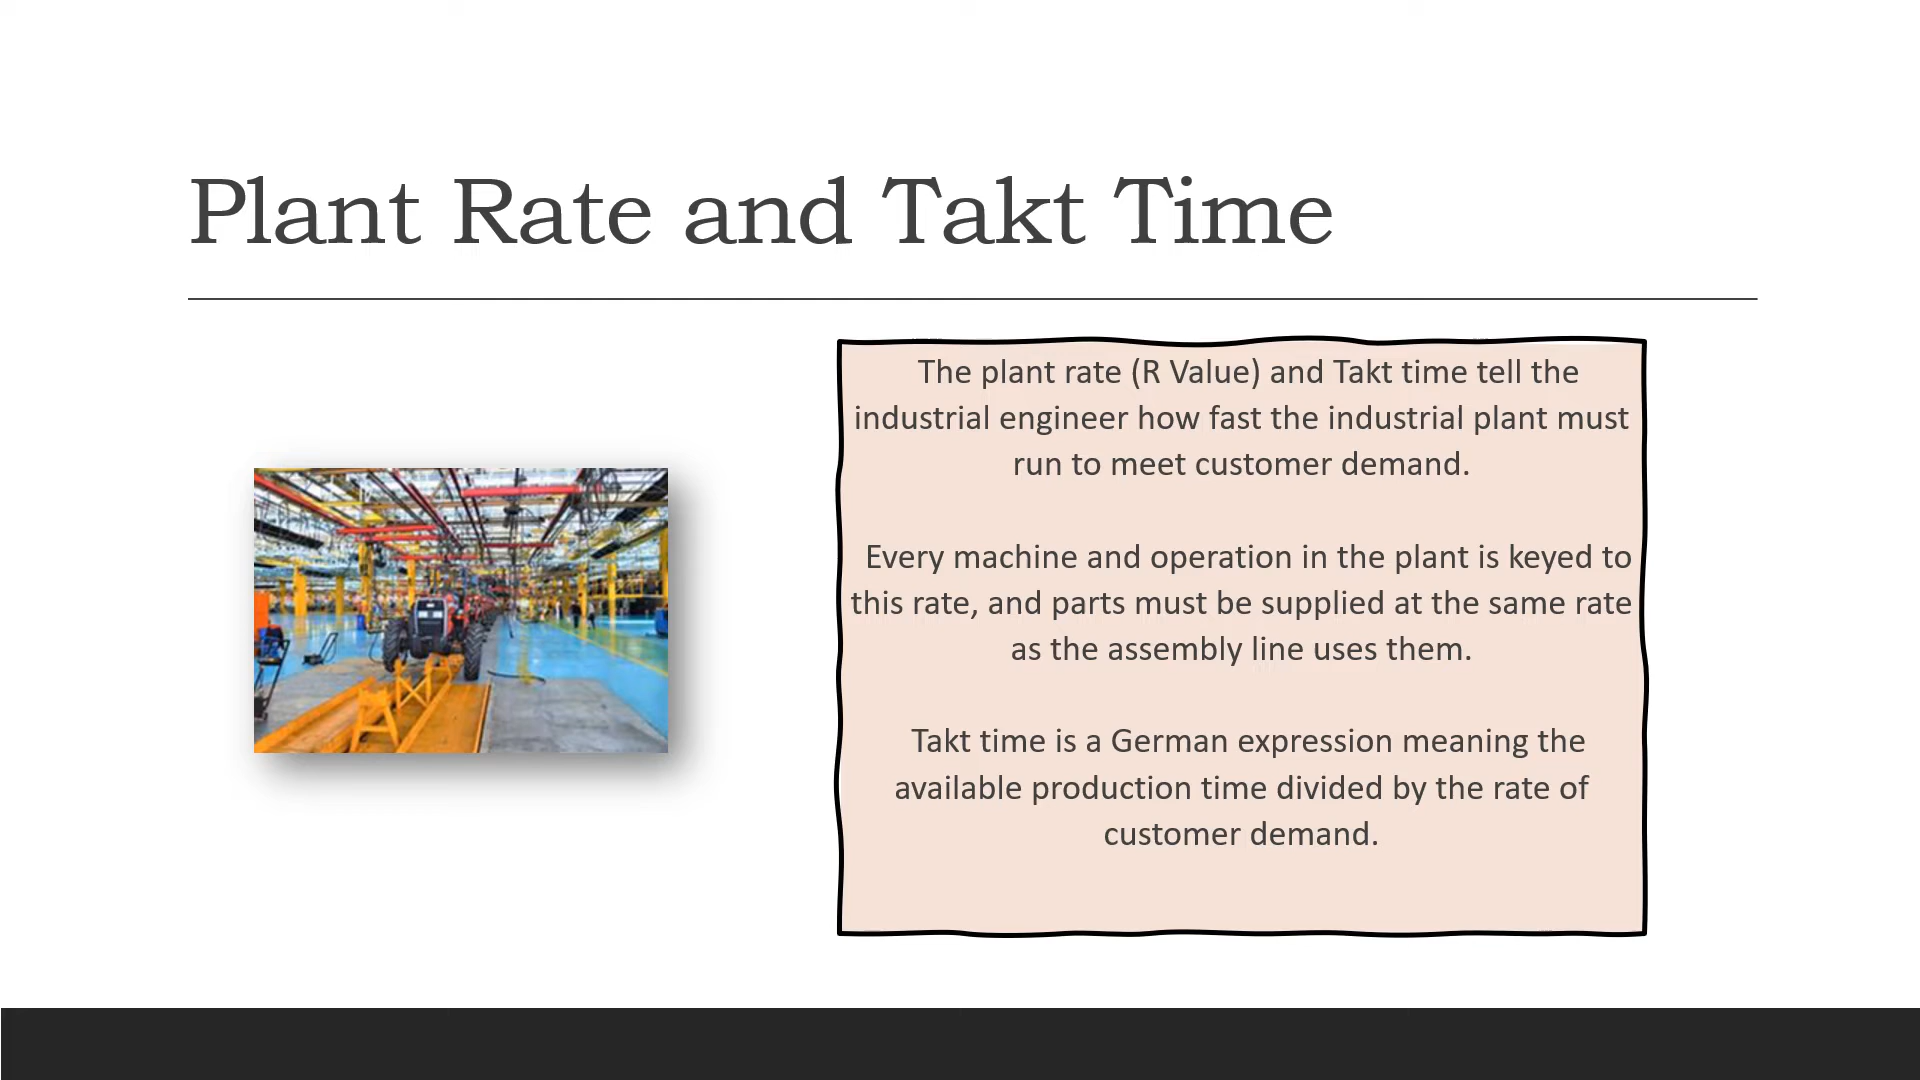 Plant Rate and Takt Time
The plant rate (R Value) and Takt time tell the
industrial engineer how fast the industrial plant must
run to meet customer demand.
Every machine and operation in the plant is keyed to
this rate, and parts must be supplied at the same rate
as the assembly line uses them.
Takt time is a German expression meaning the
available production time divided by the rate of
customer demand.